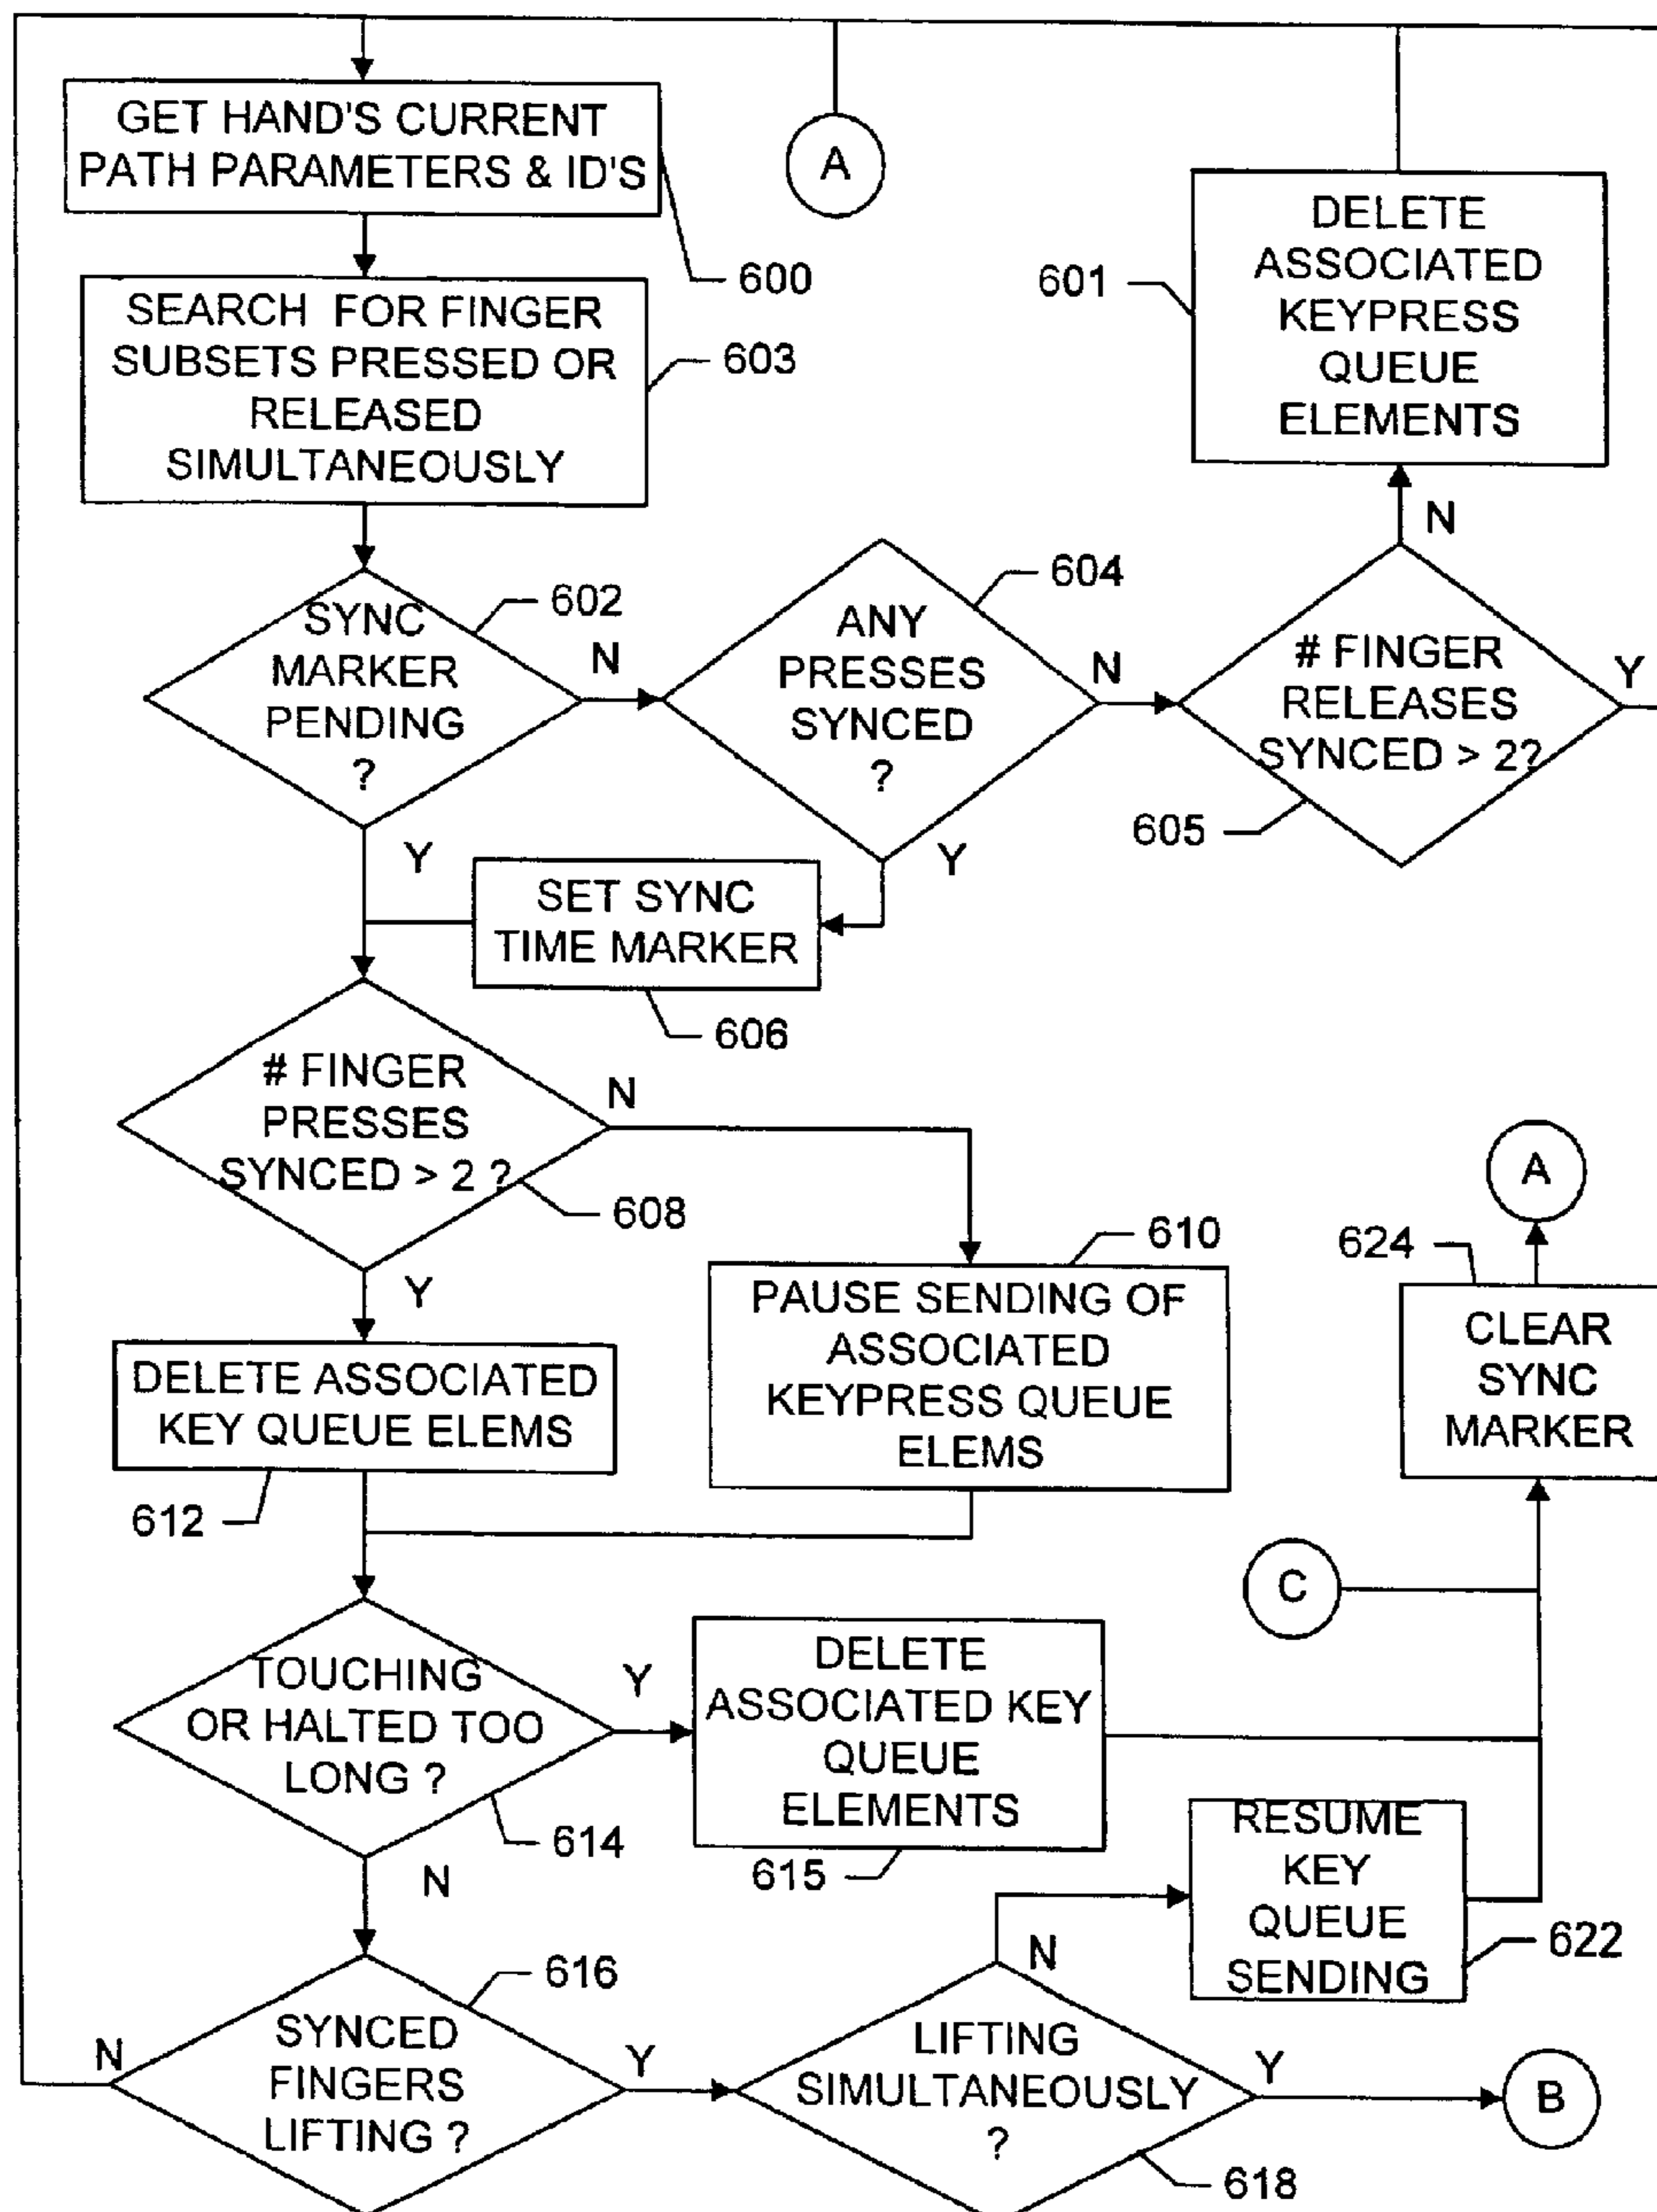 GET HAND'S CURRENT
PATH PARAMETERS & ID'S
600
A
DELETE
ASSOCIATED
KEYPRESS
QUEUE
ELEMENTS
601
SEARCH FOR FINGER
SUBSETS PRESSED OR
RELEASED
SIMULTANEOUSLY
603
N
SYNC
MARKER
PENDING
?
602
N
Y
ANY
PRESSES
SYNCED
?
604
N
Y
# FINGER
RELEASES
SYNCED > 2?
605
Y
SET SYNC
TIME MARKER
606
# FINGER
PRESSES
SYNCED > 2 ?
608
N
Y
PAUSE SENDING OF
ASSOCIATED
KEYPRESS QUEUE
ELEMS
610
A
624
CLEAR
SYNC
MARKER
DELETE ASSOCIATED
KEY QUEUE ELEMS
612
C
TOUCHING
OR HALTED TOO
LONG ?
614
Y
N
DELETE
ASSOCIATED KEY
QUEUE
ELEMENTS
615
RESUME
KEY
QUEUE
SENDING
622
SYNCED
FINGERS
LIFTING ?
616
N
Y
LIFTING
SIMULTANEOUSLY
?
618
N
Y
B